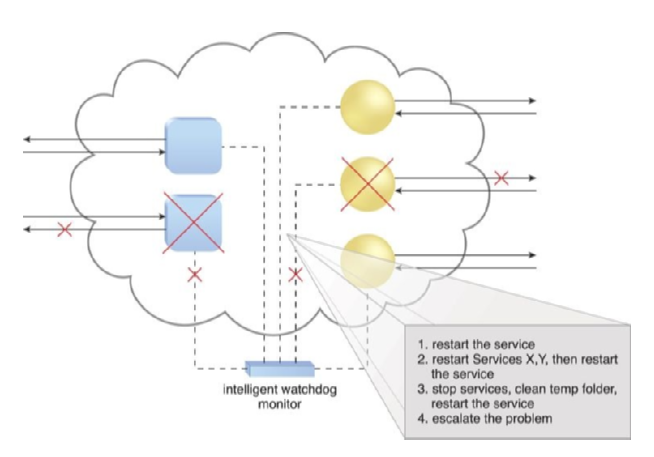 1. restart the service
2. restart Services X,Y, then restart
the service
3. stop services, clean temp folder,
restart the service
4. escalate the problem
intelligent watchdog
monitor